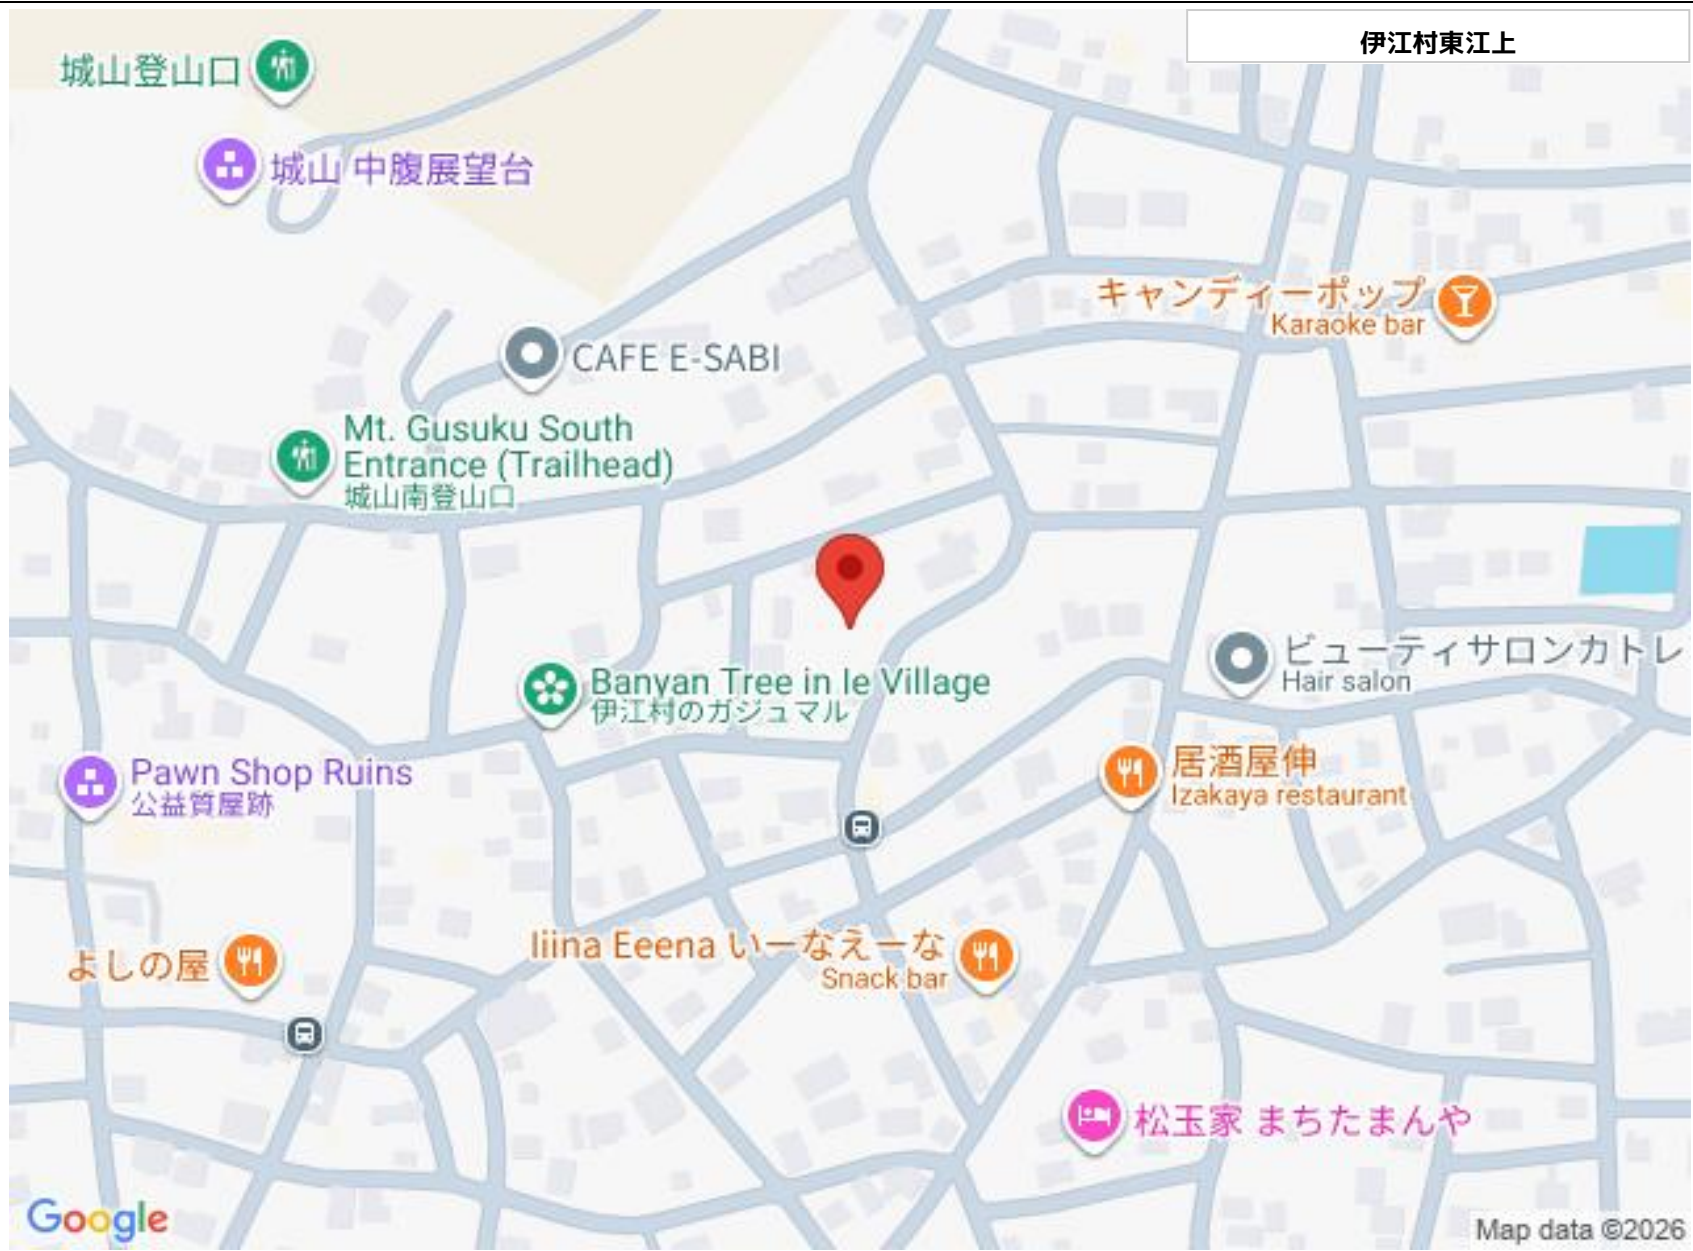 伊江村東江上
城山登山口
城山 中腹展望台
キャンディーポップ
Karaoke bar
CAFE E-SABI
Mt. Gusuku South
Entrance (Trailhead)
城山南登山口
ビューティサロンカトレ
Hair salon
Banyan Tree in Ie Village
伊江村のガジュマル
Pawn Shop Ruins
公益質屋跡
居酒屋伸
Izakaya restaurant
よしの屋
Iiina Eeena いーなえーな
Snack bar
松玉家 まちたまんや
Google
Map data ©2026